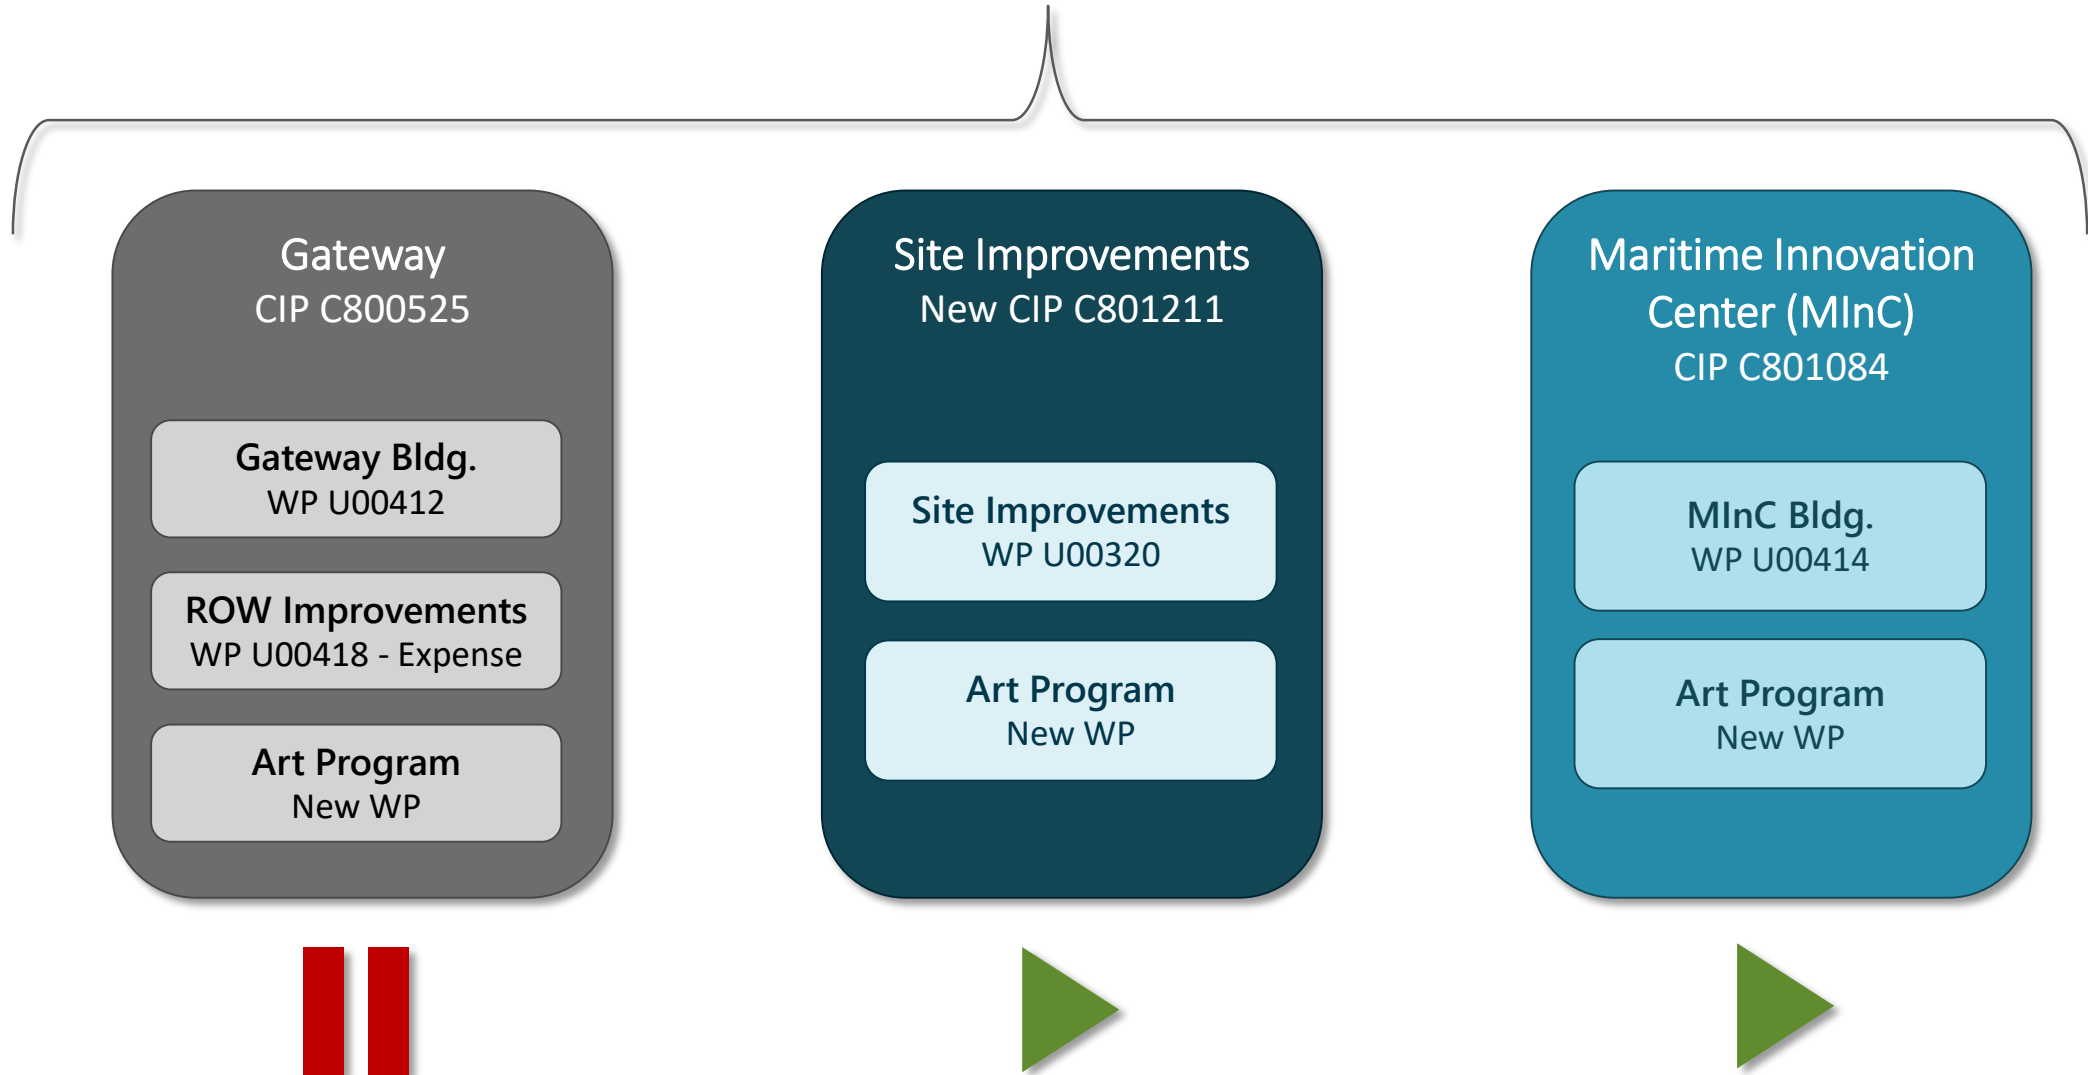 Gateway
CIP C800525
Gateway Bldg.
WP U00412
ROW Improvements
WP U00418 - Expense
Art Program
New WP
Site Improvements
New CIP C801211
Site Improvements
WP U00320
Art Program
New WP
Maritime Innovation
Center (MInC)
CIP C801084
MInC Bldg.
WP U00414
Art Program
New WP